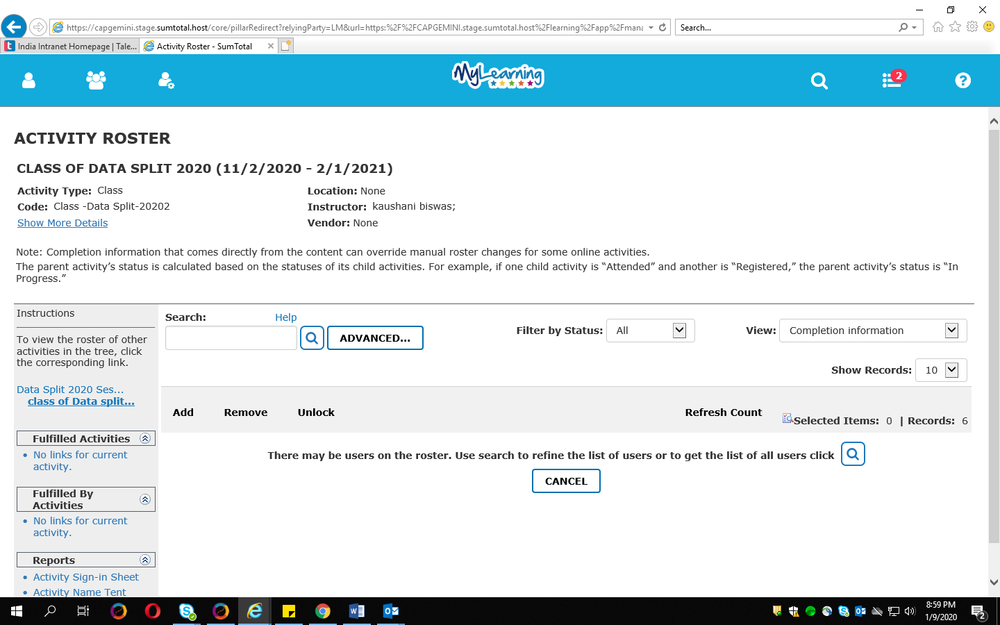 https://capgemini.stage.sumtotal.host/core/pillarRedirect?relyingParty=LM&url=https:%2F%2FCAPGEMINI.stage.sumtotal.host%2Flearning%2Fapp%2Fmana
Search...
India Intranet Homepage | Tale...
Activity Roster - SumTotal
MyLearning
2
ACTIVITY ROSTER
CLASS OF DATA SPLIT 2020 (11/2/2020 - 2/1/2021)
Activity Type: Class
Location: None
Code: Class -Data Split-20202
Instructor: kaushani biswas;
Show More Details
Vendor: None
Note: Completion information that comes directly from the content can override manual roster changes for some online activities.
The parent activity’s status is calculated based on the statuses of its child activities. For example, if one child activity is “Attended” and another is “Registered,” the parent activity’s status is “In
Progress.”
Instructions
To view the roster of other
activities in the tree, click
the corresponding link.
Data Split 2020 Ses...
class of Data split...
Fulfilled Activities
• No links for current
activity.
Fulfilled By
Activities
• No links for current
activity.
Reports
• Activity Sign-in Sheet
• Activity Name Tent
Search:
Help
ADVANCED...
Filter by Status: All
View: Completion information
Show Records: 10
Add
Remove
Unlock
Refresh Count
Selected Items: 0 | Records: 6
There may be users on the roster. Use search to refine the list of users or to get the list of all users click
CANCEL
8:59 PM
1/9/2020
2